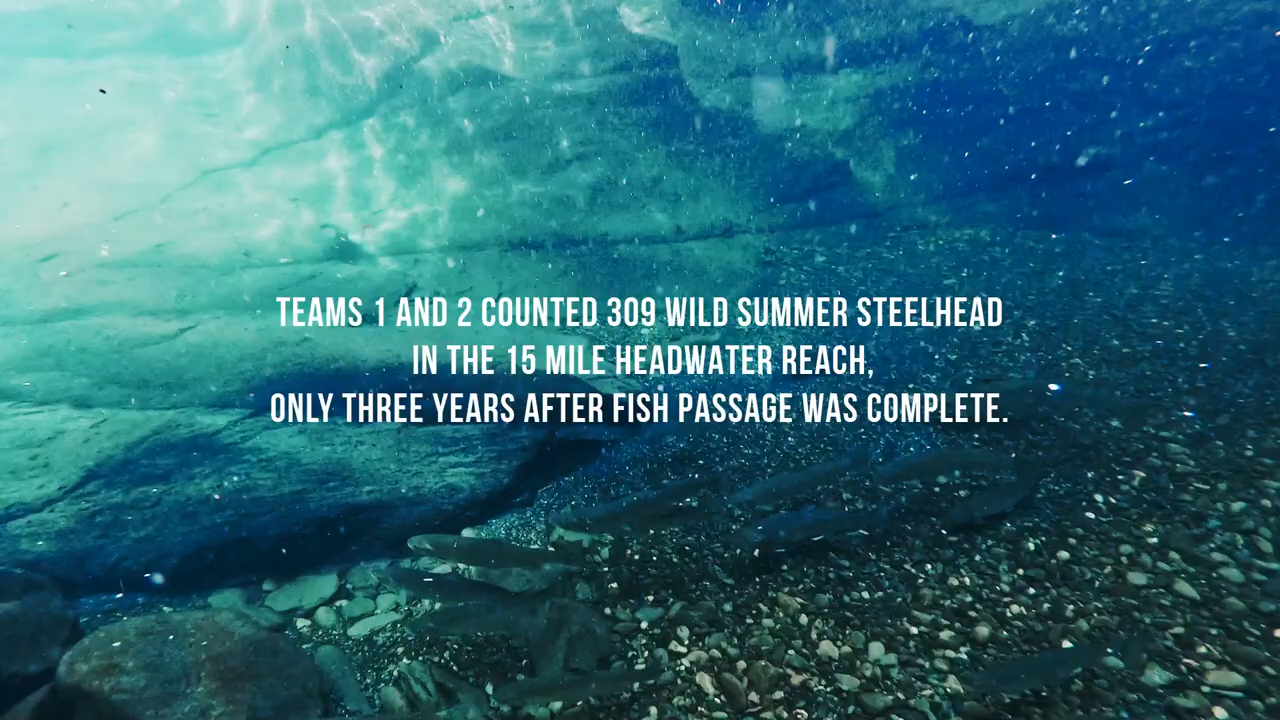 TEAMS 1 AND 2 COUNTED 309 WILD SUMMER STEELHEAD
IN THE 15 MILE HEADWATER REACH,
ONLY THREE YEARS AFTER FISH PASSAGE WAS COMPLETE.